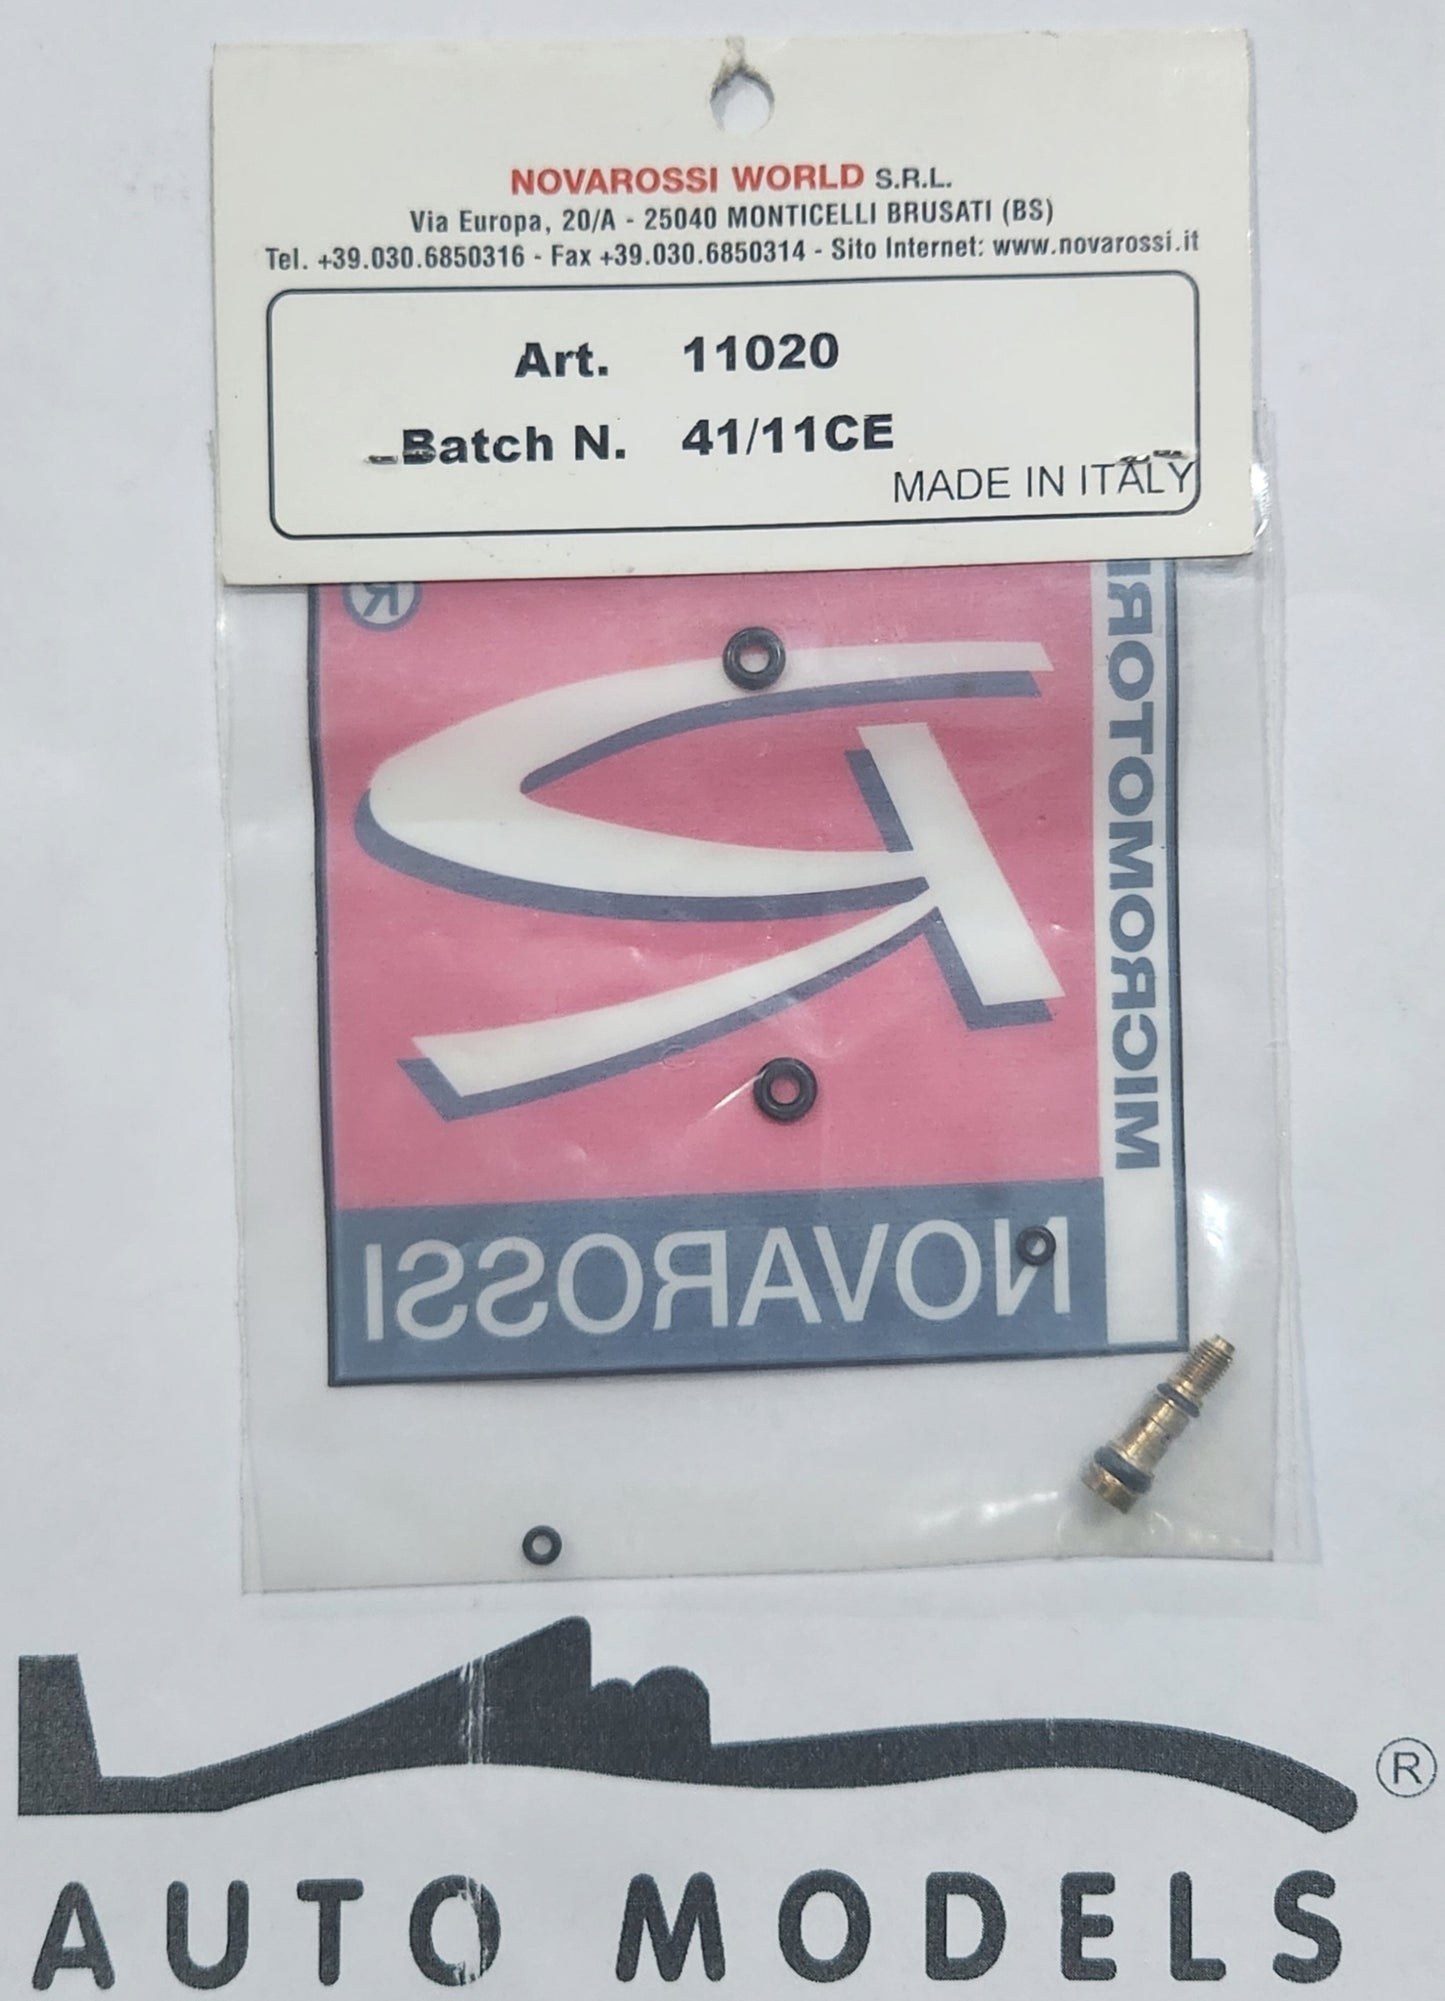 NOVAROSSI WORLD S.R.L.
Via Europa, 20/A - 25040 MONTICELLI BRUSATI (BS)
Tel. +39.030.6850316 - Fax +39.030.6850314 - Sito Internet: www.novarossi.it
Art. 11020
Batch N. 41/11CE
MADE IN ITALY
®
MICROMOTORI
NOVAROSSI
®
AUTO MODELS